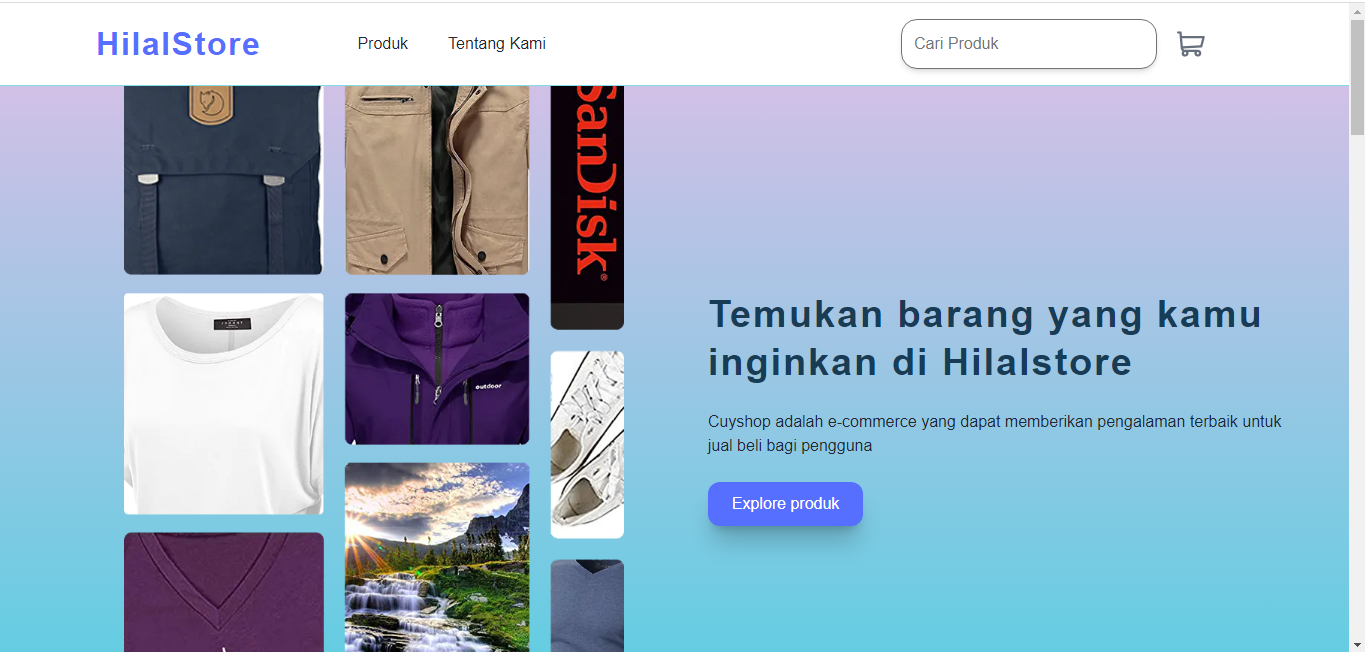 HilalStore
Produk
Tentang Kami
Cari Produk
SanDisk®
outdoor
Temukan barang yang kamu
inginkan di Hilalstore
Cuyshop adalah e-commerce yang dapat memberikan pengalaman terbaik untuk
jual beli bagi pengguna
Explore produk